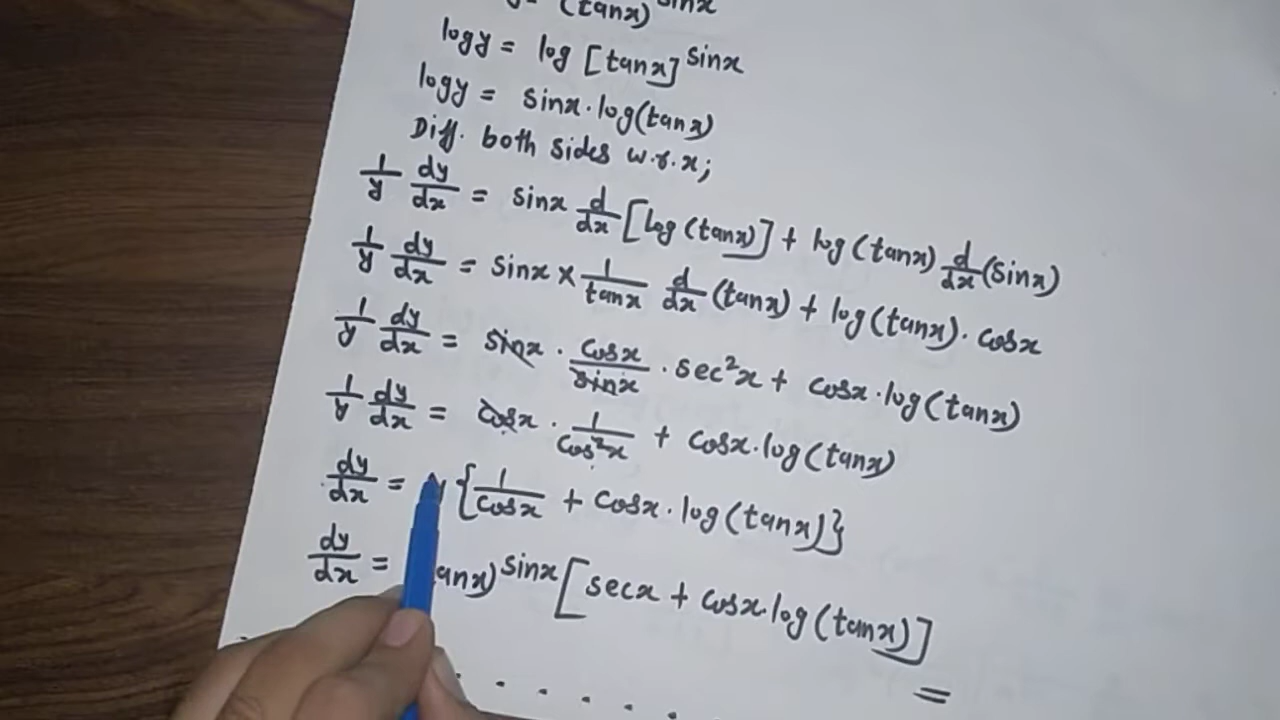 (tanx)^sinx
logy = log [tanx]^sinx
logy = sinx·log(tanx)
Diff. both sides w.r.x;
1/y dy/dx = sinx d/dx [log(tanx)] + log(tanx) d/dx (sinx)
1/y dy/dx = sinx × 1/tanx d/dx (tanx) + log(tanx)·cosx
1/y dy/dx = sinx · cosx/sinx · sec²x + cosx·log(tanx)
1/y dy/dx = cosx · 1/cos²x + cosx·log(tanx)
dy/dx = {1/cosx + cosx·log(tanx)}
dy/dx = anx)^sinx [secx + cosx·log(tanx)]
=